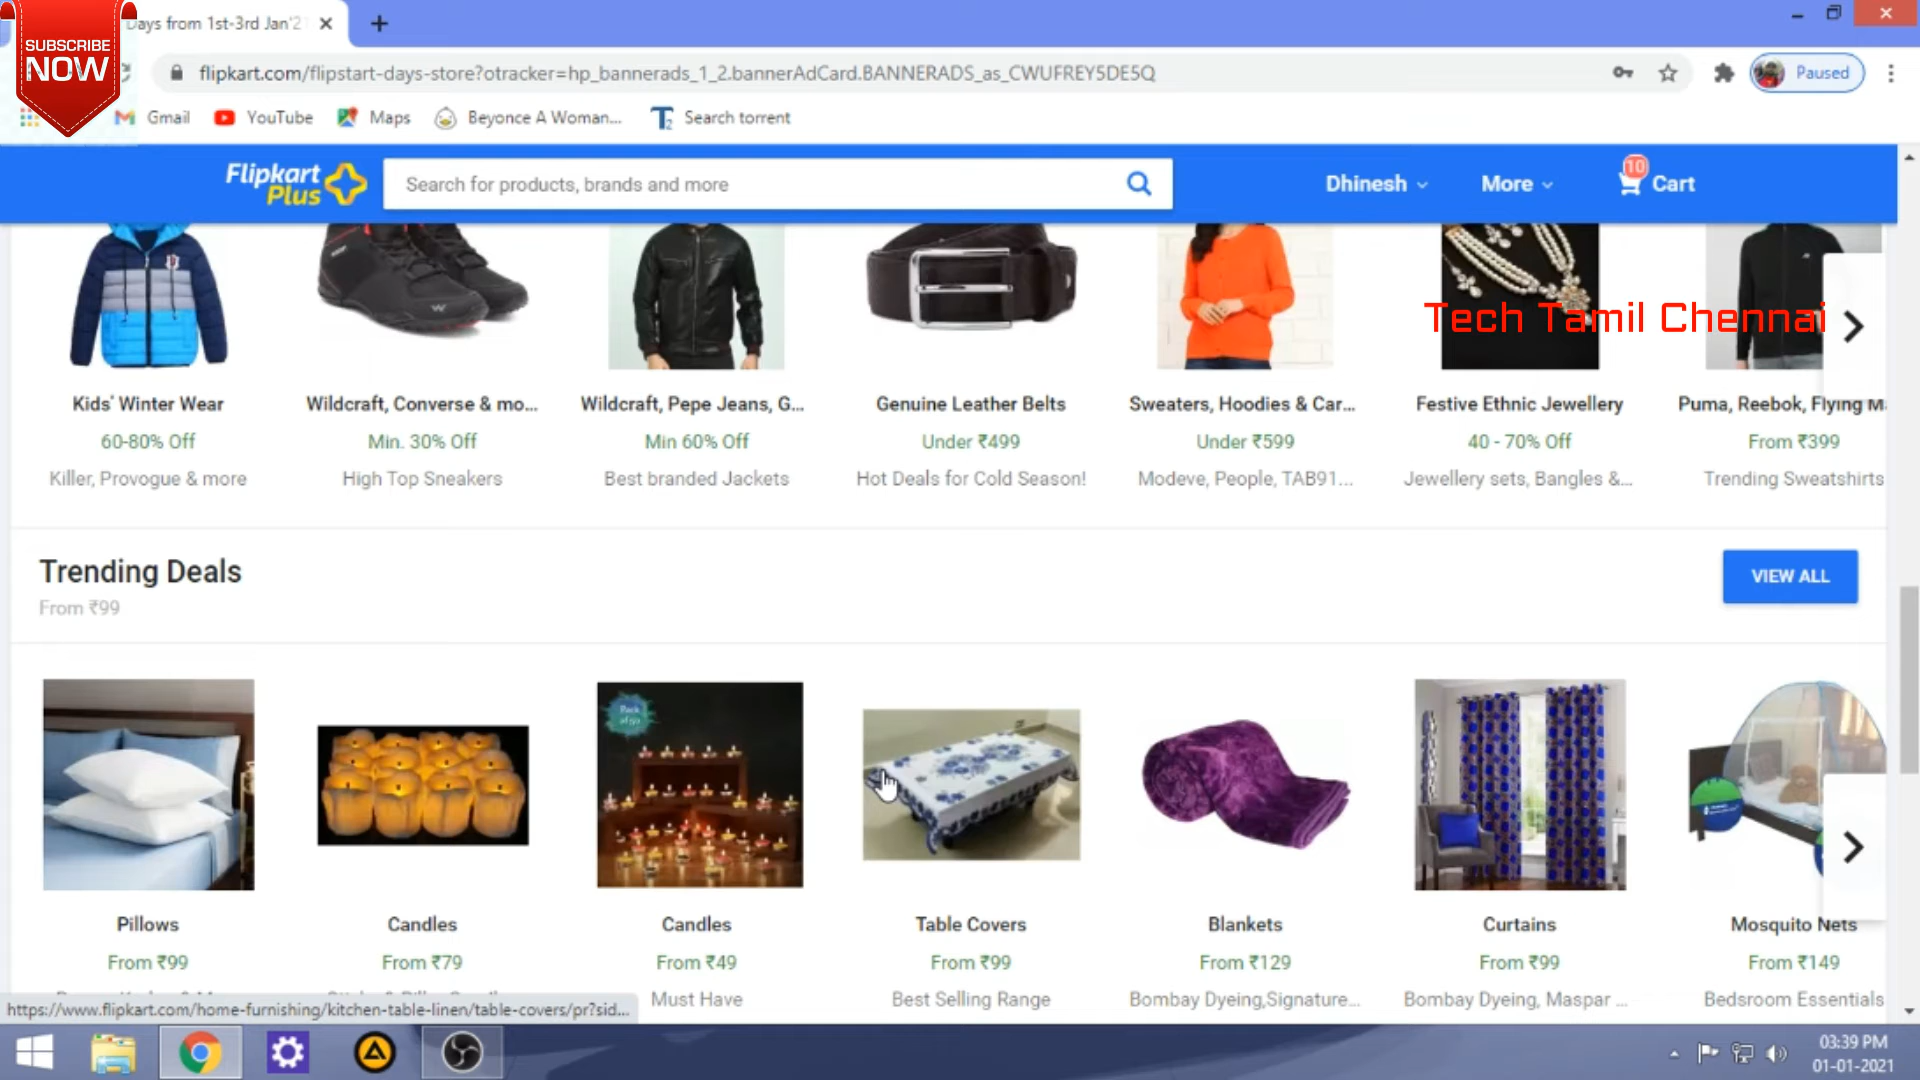 SUBSCRIBE
NOW
Days from 1st-3rd Jan'2
flipkart.com/flipstart-days-store?otracker=hp_bannerads_1_2.bannerAdCard.BANNERADS_as_CWUFREY5DE5Q
Paused
Gmail YouTube Maps Beyonce A Woman... Search torrent
Flipkart
Plus
Search for products, brands and more
Dhinesh More 10 Cart
Tech Tamil Chennai
Kids' Winter Wear Wildcraft, Converse & mo... Wildcraft, Pepe Jeans, G... Genuine Leather Belts Sweaters, Hoodies & Car... Festive Ethnic Jewellery Puma, Reebok, Flying M
60-80% Off Min. 30% Off Min 60% Off Under ₹499 Under ₹599 40 - 70% Off From ₹399
Killer, Provogue & more High Top Sneakers Best branded Jackets Hot Deals for Cold Season! Modeve, People, TAB91... Jewellery sets, Bangles &... Trending Sweatshirts
Trending Deals
VIEW ALL
From ₹99
Pack
of 50
Pillows Candles Candles Table Covers Blankets Curtains Mosquito Nets
From ₹99 From ₹79 From ₹49 From ₹99 From ₹129 From ₹99 From ₹149
Must Have Best Selling Range Bombay Dyeing,Signature... Bombay Dyeing, Maspar ... Bedsroom Essentials
https://www.flipkart.com/home-furnishing/kitchen-table-linen/table-covers/pr?sid...
03:39 PM
01-01-2021